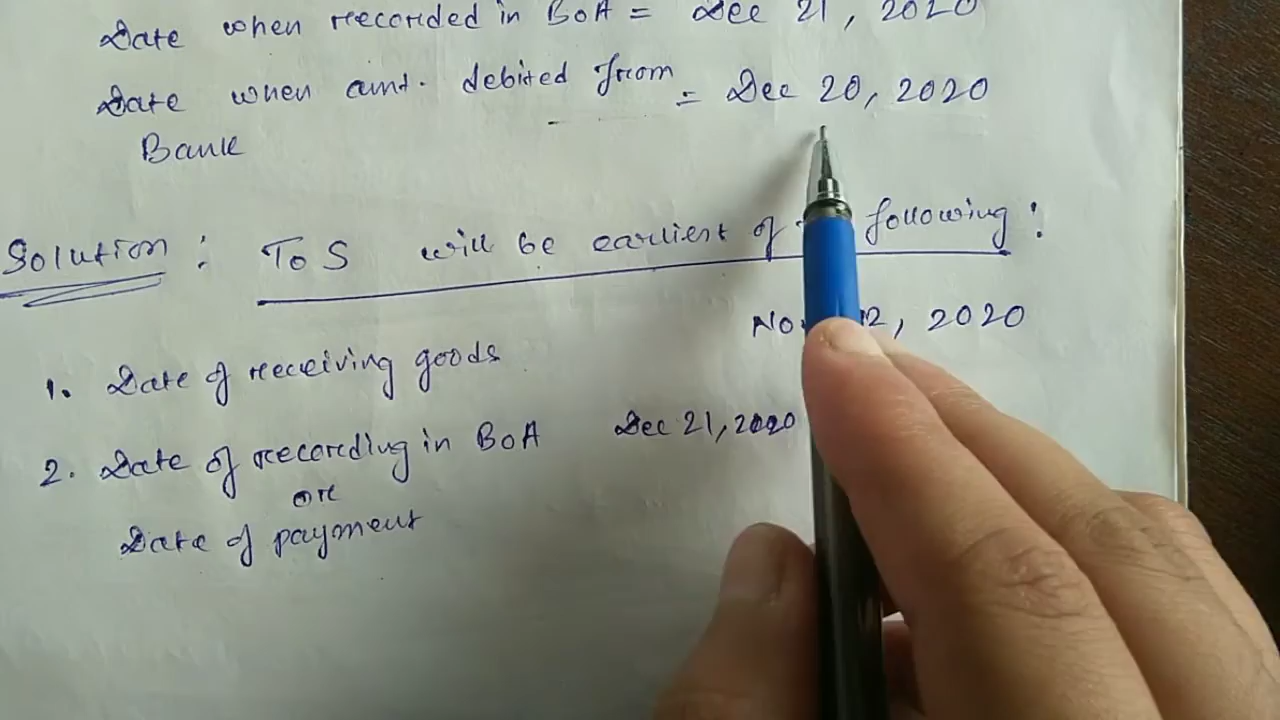 Date when recorded in BOA = Dec 21, 2020
Date when amt. debited from = Dec 20, 2020
Bank
Solution : ToS will be earliest of following :
Nov 2, 2020
1. Date of receiving goods
2. Date of recording in BOA Dec 21, 2020
or
Date of payment